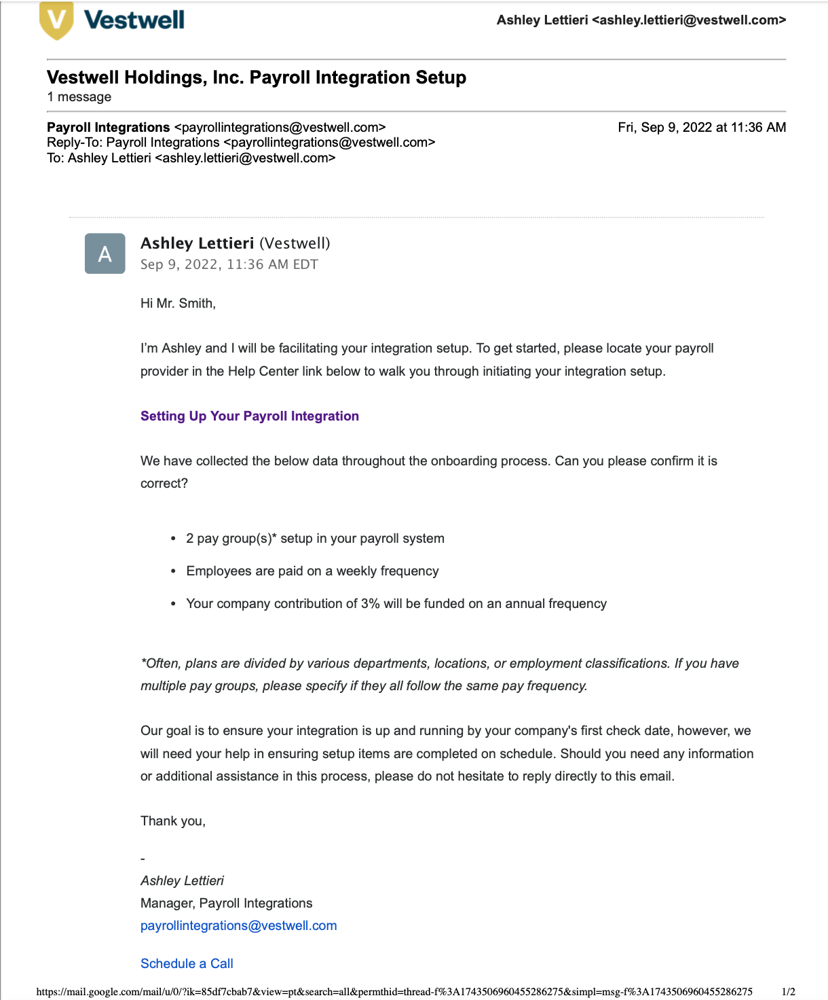 V Vestwell
Ashley Lettieri <ashley.lettieri@vestwell.com>
Vestwell Holdings, Inc. Payroll Integration Setup
1 message
Payroll Integrations <payrollintegrations@vestwell.com>
Fri, Sep 9, 2022 at 11:36 AM
Reply-To: Payroll Integrations <payrollintegrations@vestwell.com>
To: Ashley Lettieri <ashley.lettieri@vestwell.com>
A
Ashley Lettieri (Vestwell)
Sep 9, 2022, 11:36 AM EDT
Hi Mr. Smith,
I’m Ashley and I will be facilitating your integration setup. To get started, please locate your payroll
provider in the Help Center link below to walk you through initiating your integration setup.
Setting Up Your Payroll Integration
We have collected the below data throughout the onboarding process. Can you please confirm it is
correct?
• 2 pay group(s)* setup in your payroll system
• Employees are paid on a weekly frequency
• Your company contribution of 3% will be funded on an annual frequency
*Often, plans are divided by various departments, locations, or employment classifications. If you have
multiple pay groups, please specify if they all follow the same pay frequency.
Our goal is to ensure your integration is up and running by your company's first check date, however, we
will need your help in ensuring setup items are completed on schedule. Should you need any information
or additional assistance in this process, please do not hesitate to reply directly to this email.
Thank you,
-
Ashley Lettieri
Manager, Payroll Integrations
payrollintegrations@vestwell.com
Schedule a Call
https://mail.google.com/mail/u/0/?ik=85df7cbab7&view=pt&search=all&permthid=thread-f%3A1743506960455286275&simpl=msg-f%3A1743506960455286275
1/2